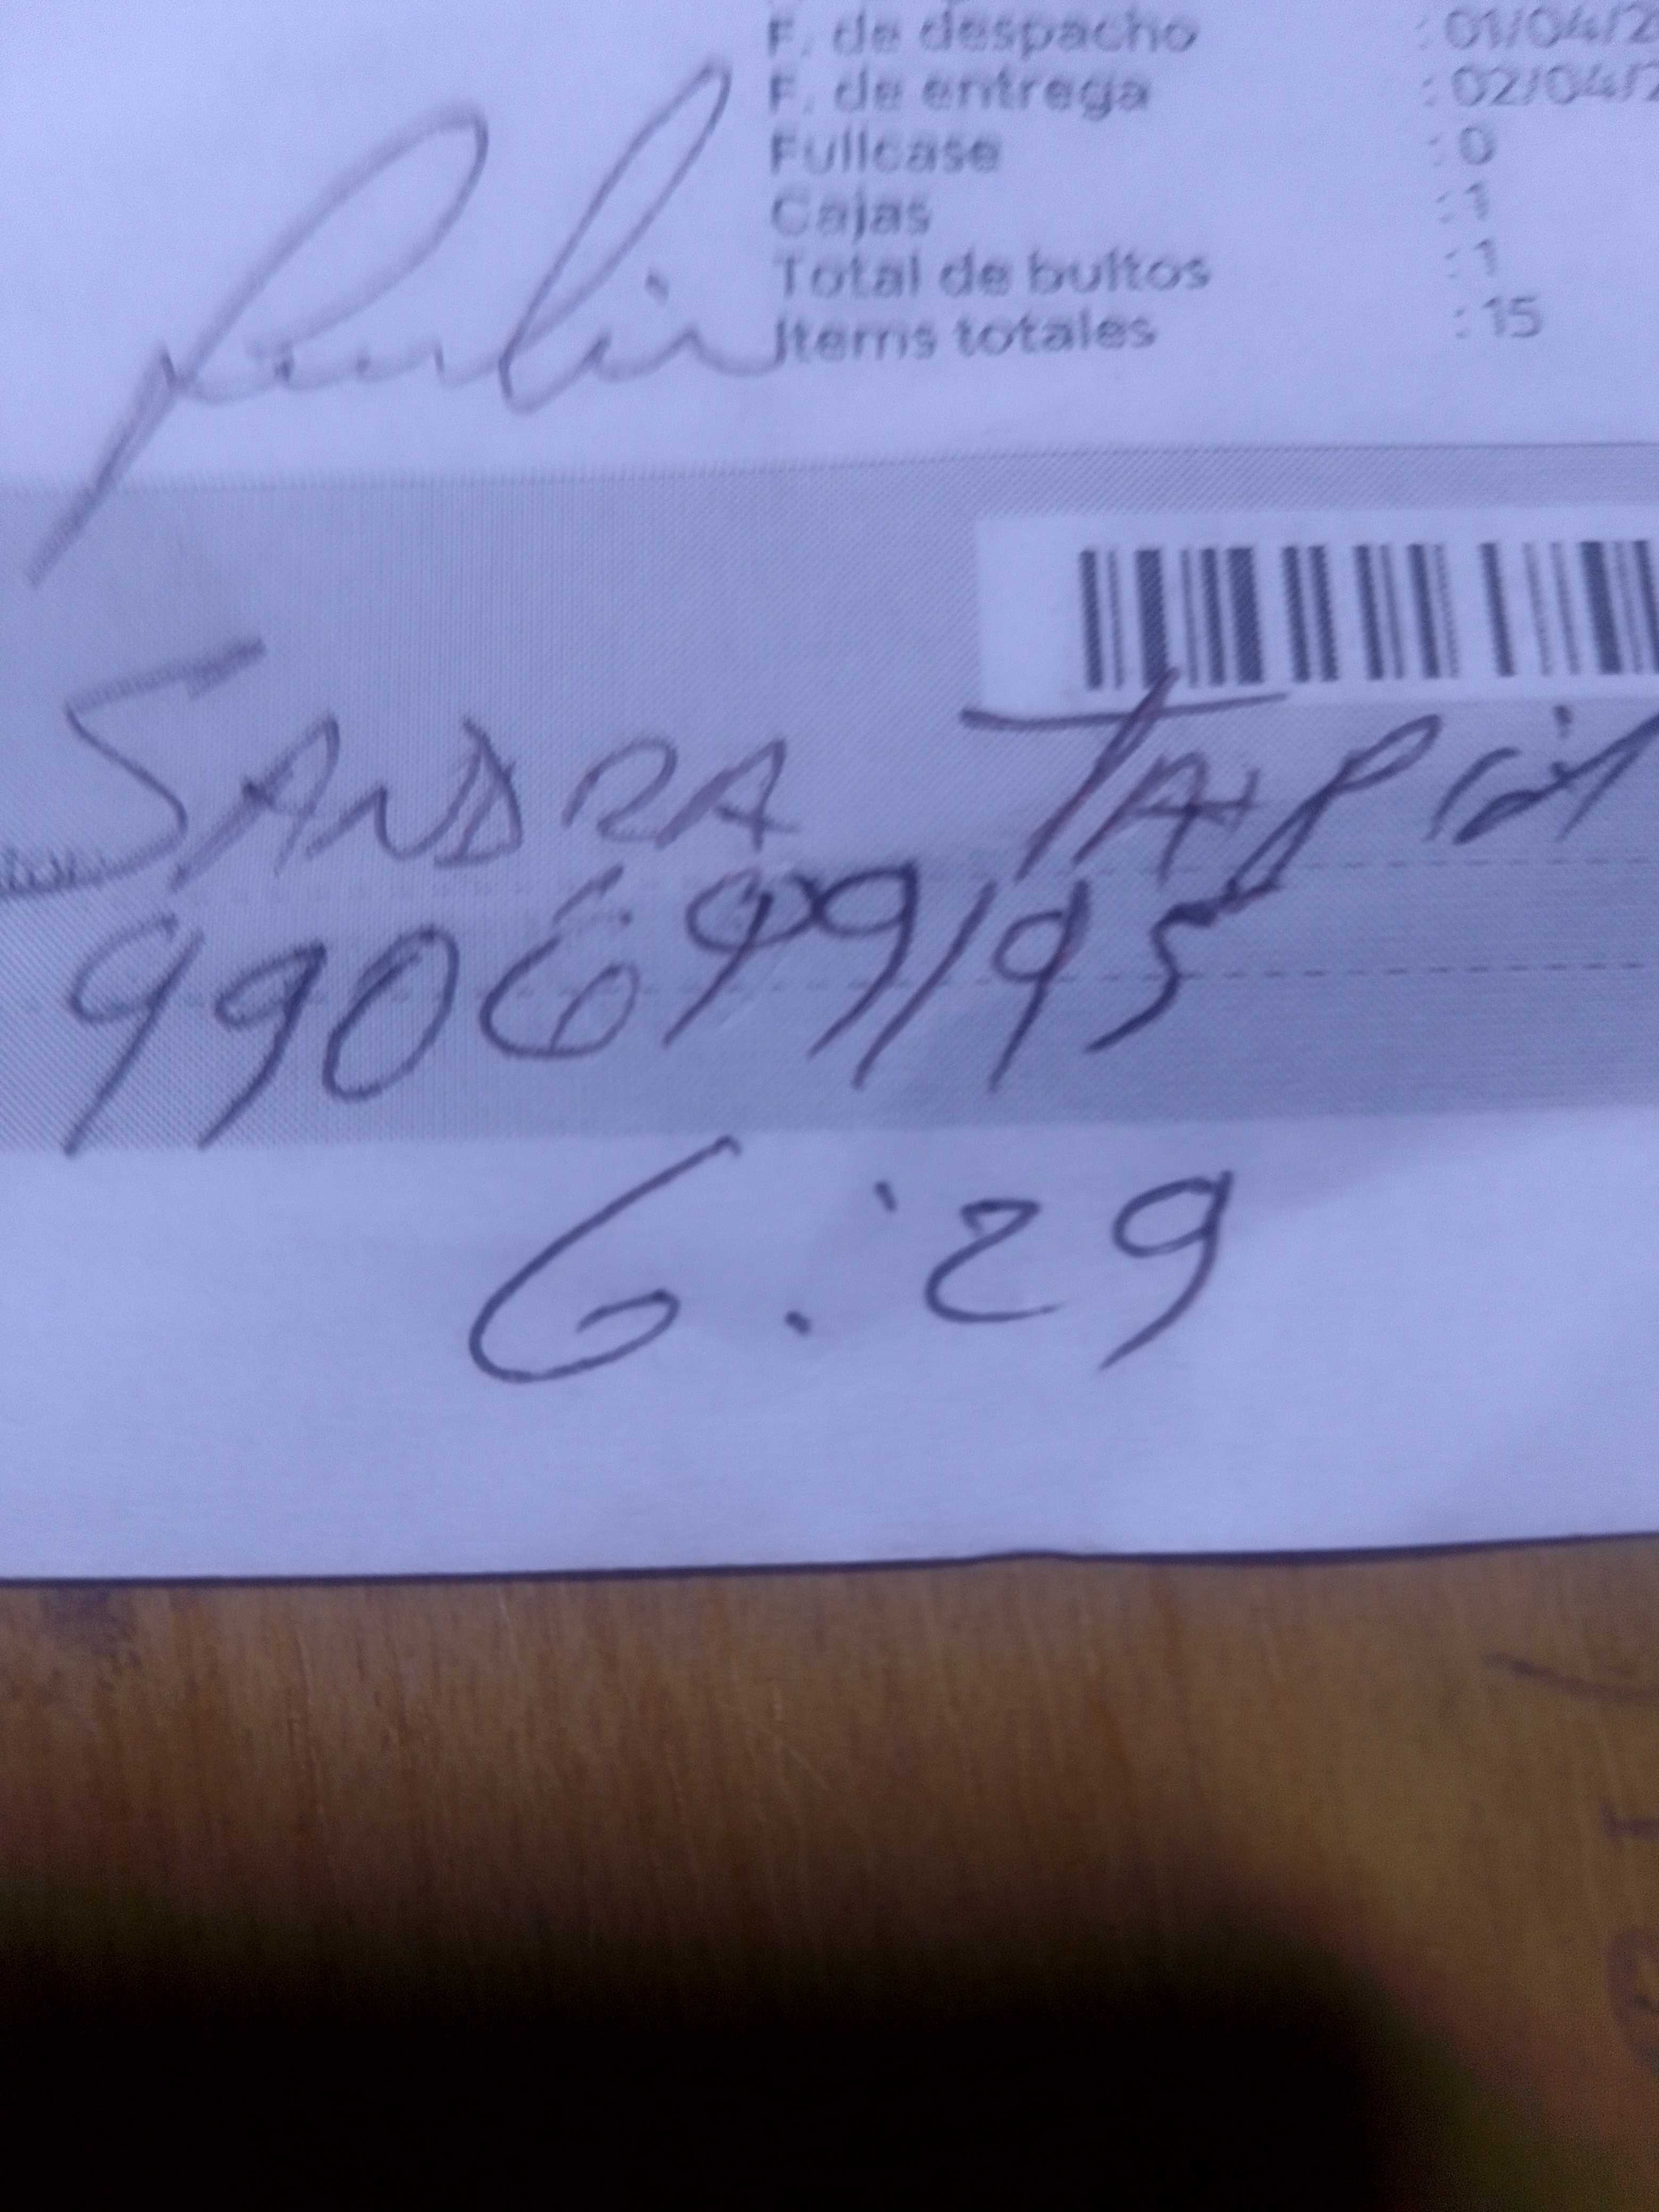 F. de despacho : 01/04/2
F. de entrega : 02/04/2
Fullcase : 0
Cajas : 1
Total de bultos : 1
Items totales : 15
SANDRA TAPIA
990699195
6:29